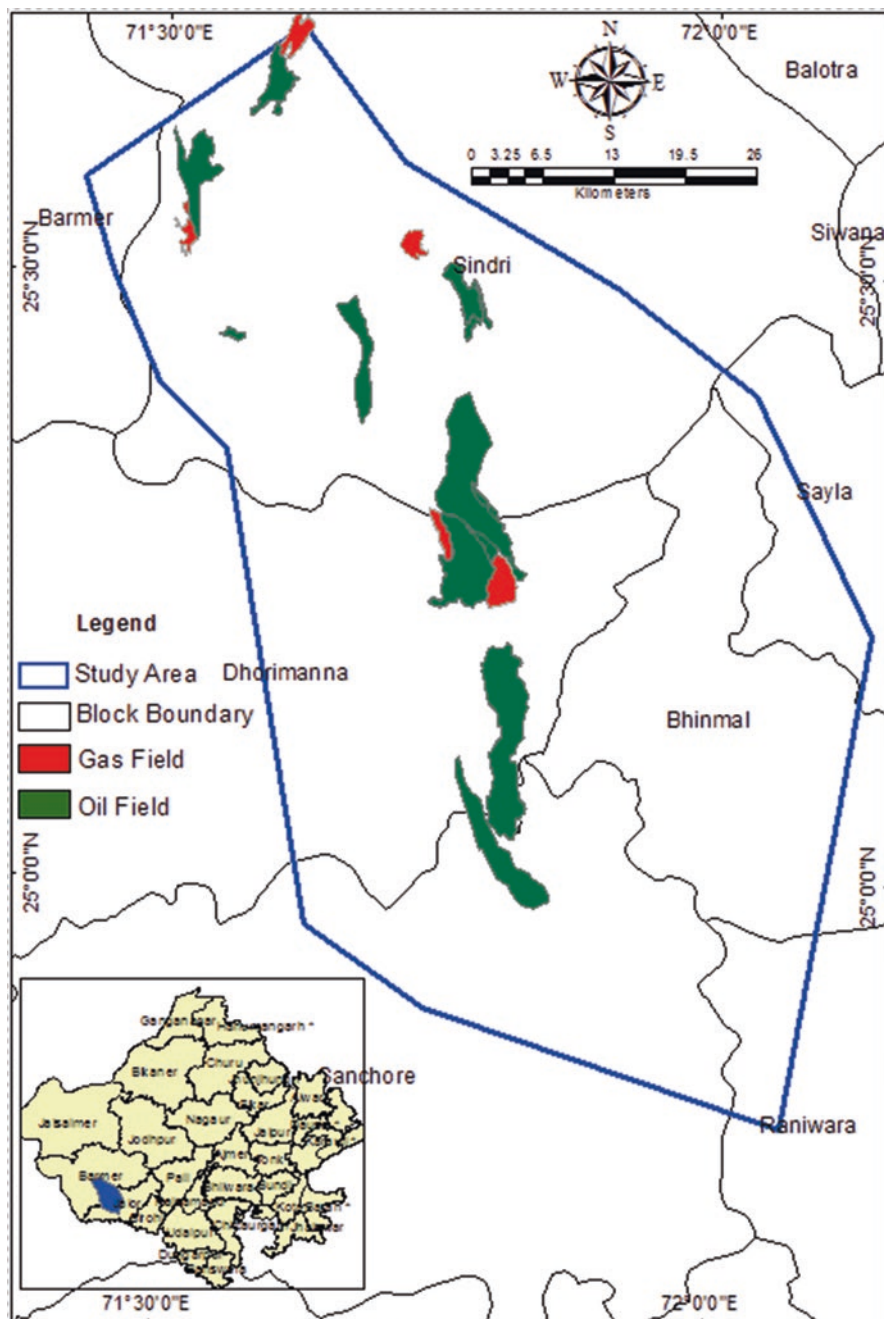 71°30'0"E
72°0'0"E
Balotra
N
W
E
S
0 3.25 6.5 13 19.5 26
Kilometers
Barmer
Siwana
25°30'0"N
Sindri
25°30'0"N
Sayla
Legend
Study Area
Dhorimanna
Block Boundary
Bhinmal
Gas Field
Oil Field
25°0'0"N
25°0'0"N
Ganganagar
Hanumangarh
Churu
Bikaner
Sanchore
Sikar
Jaisalmer
Nagaur
Jodhpur
Jaipur
Raniwara
Ajmer
Tonk
Barmer
Pali
Bhilwara
Bundi
Udaipur
71°30'0"E
72°0'0"E